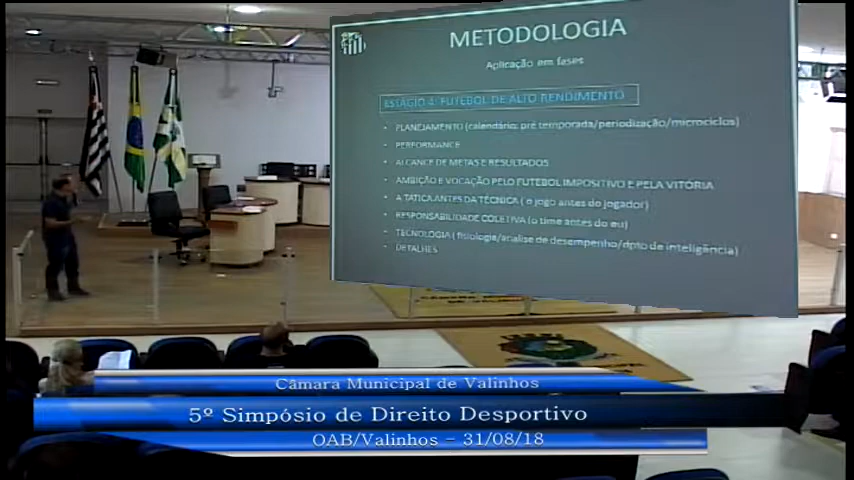 METODOLOGIA
Aplicação em fases
ESTÁGIO 4: FUTEBOL DE ALTO RENDIMENTO
• PLANEJAMENTO (calendário: pré temporada/periodização/microciclos)
• PERFORMANCE
• ALCANCE DE METAS E RESULTADOS
• AMBIÇÃO E VOCAÇÃO PELO FUTEBOL IMPOSITIVO E PELA VITÓRIA
• A TATICA ANTES DA TÉCNICA ( o jogo antes do jogador)
• RESPONSABILIDADE COLETIVA (o time antes do eu)
• TECNOLOGIA ( fisiologia/analise de desempenho/dpto de inteligência)
• DETALHES
Câmara Municipal de Valinhos
5º Simpósio de Direito Desportivo
OAB/Valinhos – 31/08/18